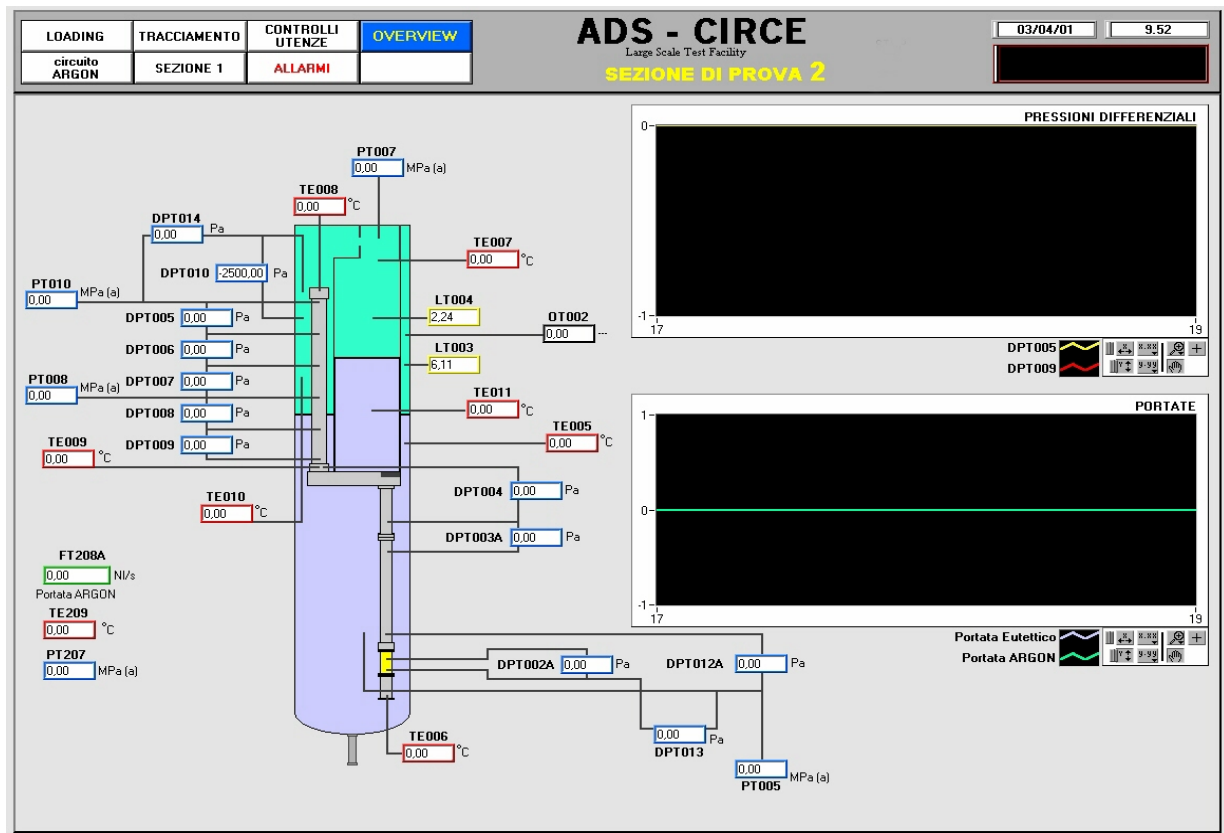 LOADING
TRACCIAMENTO
CONTROLLI UTENZE
OVERVIEW
circuito ARGON
SEZIONE 1
ALLARMI
ADS - CIRCE
Large Scale Test Facility
SEZIONE DI PROVA 2
03/04/01
9.52
PT007
0,00 MPa (a)
TE008
0,00 °C
DPT014
0,00 Pa
TE007
0,00 °C
DPT010 -2500,00 Pa
PT010
0,00 MPa (a)
LT004
2,24
DPT005 0,00 Pa
OT002
0,00 ---
DPT006 0,00 Pa
LT003
6,11
PT008
0,00 MPa (a)
DPT007 0,00 Pa
TE011
0,00 °C
DPT008 0,00 Pa
TE005
0,00 °C
TE009
0,00 °C
DPT009 0,00 Pa
DPT004 0,00 Pa
TE010
0,00 °C
DPT003A 0,00 Pa
FT208A
0,00 Nl/s
Portata ARGON
TE209
0,00 °C
PT207
0,00 MPa (a)
DPT002A 0,00 Pa
DPT012A 0,00 Pa
0,00 Pa
DPT013
TE006
0,00 °C
0,00 MPa (a)
PT005
PRESSIONI DIFFERENZIALI
0
-1
17
19
DPT005
DPT009
X
X.XX
Y
Y.YY
PORTATE
1
0
-1
17
19
Portata Eutettico
Portata ARGON
X
X.XX
Y
Y.YY